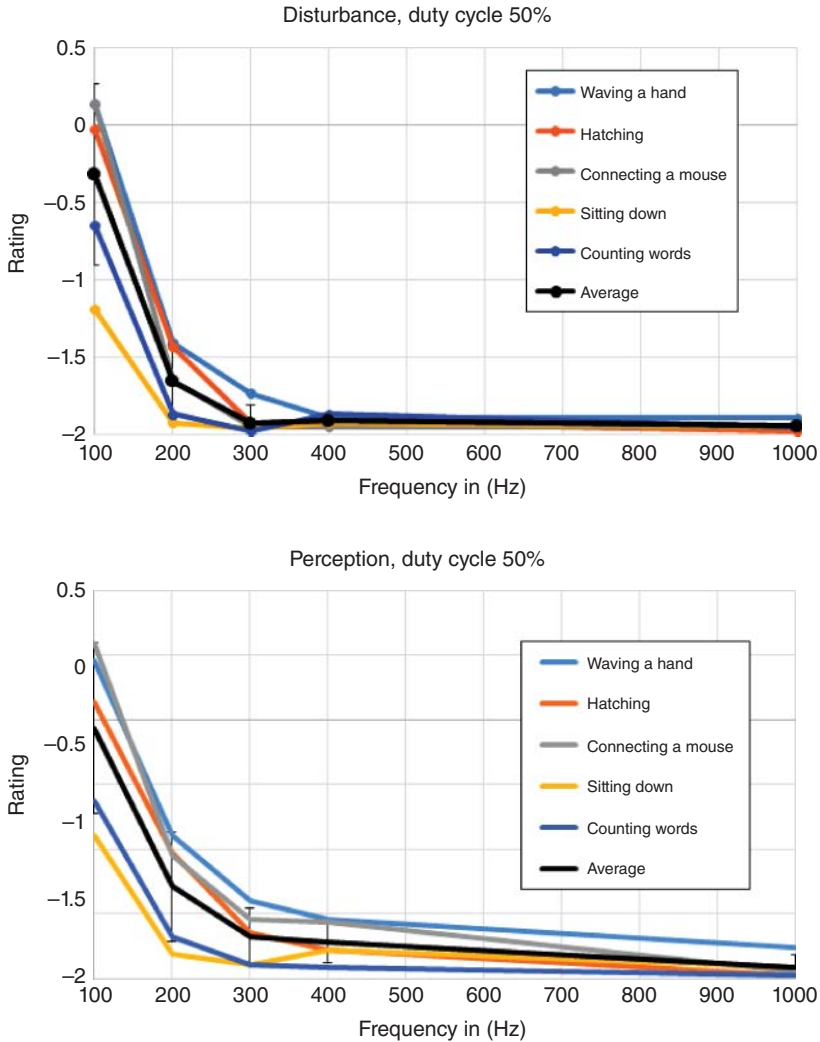 Disturbance, duty cycle 50%
0.5
0
−0.5
−1
−1.5
−2
Rating
Waving a hand
Hatching
Connecting a mouse
Sitting down
Counting words
Average
100 200 300 400 500 600 700 800 900 1000
Frequency in (Hz)
Perception, duty cycle 50%
0.5
0
−0.5
−1
−1.5
−2
Rating
Waving a hand
Hatching
Connecting a mouse
Sitting down
Counting words
Average
100 200 300 400 500 600 700 800 900 1000
Frequency in (Hz)